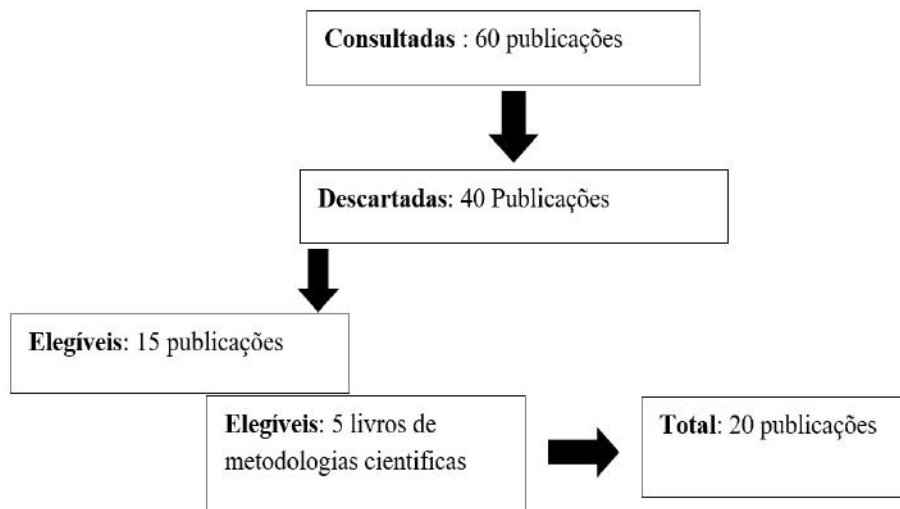 Consultadas : 60 publicações
Descartadas: 40 Publicações
Elegíveis: 15 publicações
Elegíveis: 5 livros de
metodologias cientificas
Total: 20 publicações